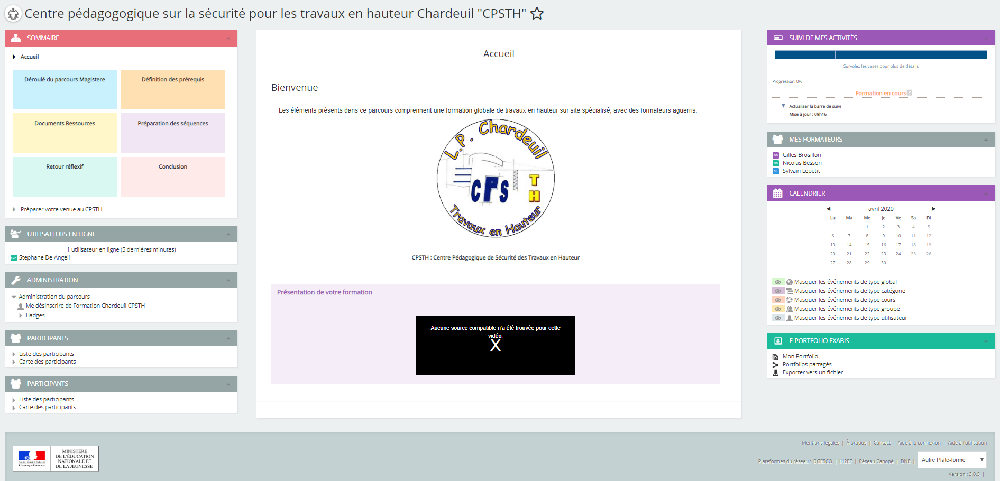 Centre pédagogogique sur la sécurité pour les travaux en hauteur Chardeuil "CPSTH"
SOMMAIRE
Accueil
Déroulé du parcours Magistere
Définition des prérequis
Documents Ressources
Préparation des séquences
Retour réflexif
Conclusion
Préparer votre venue au CPSTH
UTILISATEURS EN LIGNE
1 utilisateur en ligne (5 dernières minutes)
SDA Stephane De-Angeli
ADMINISTRATION
Administration du parcours
Me désinscrire de Formation Chardeuil CPSTH
Badges
PARTICIPANTS
Liste des participants
Carte des participants
PARTICIPANTS
Liste des participants
Carte des participants
Accueil
Bienvenue
Les éléments présents dans ce parcours comprennent une formation globale de travaux en hauteur sur site spécialisé, avec des formateurs aguerris.
L.P. Chardeuil
CPS
TH
Travaux en Hauteur
CPSTH : Centre Pédagogique de Sécurité des Travaux en Hauteur
Présentation de votre formation
Aucune source compatible n'a été trouvée pour cette
vidéo.
X
SUIVI DE MES ACTIVITÉS
Survolez les cases pour plus de détails
Progression: 0%
Formation en cours ?
Actualiser la barre de suivi
Mise à jour : 09h16
MES FORMATEURS
GB Gilles Brosillon
NB Nicolas Besson
SL Sylvain Lepetit
CALENDRIER
◀ avril 2020 ▶
Lu Ma Me Je Ve Sa Di
1 2 3 4 5
6 7 8 9 10 11 12
13 14 15 16 17 18 19
20 21 22 23 24 25 26
27 28 29 30
Masquer les événements de type global
Masquer les événements de type catégorie
Masquer les événements de type cours
Masquer les événements de type groupe
Masquer les événements de type utilisateur
E-PORTFOLIO EXABIS
Mon Portfolio
Portfolios partagés
Exporter vers un fichier
MINISTÈRE
DE L'ÉDUCATION
NATIONALE ET
DE LA JEUNESSE
Liberté • Égalité • Fraternité
RÉPUBLIQUE FRANÇAISE
Mentions légales | À propos | Contact | Aide à la connexion | Aide à l'utilisation
Plateformes du réseau : DGESCO | IH2EF | Réseau Canopé | DNE |
Autre Plate-forme
Version : 3.0.5 |